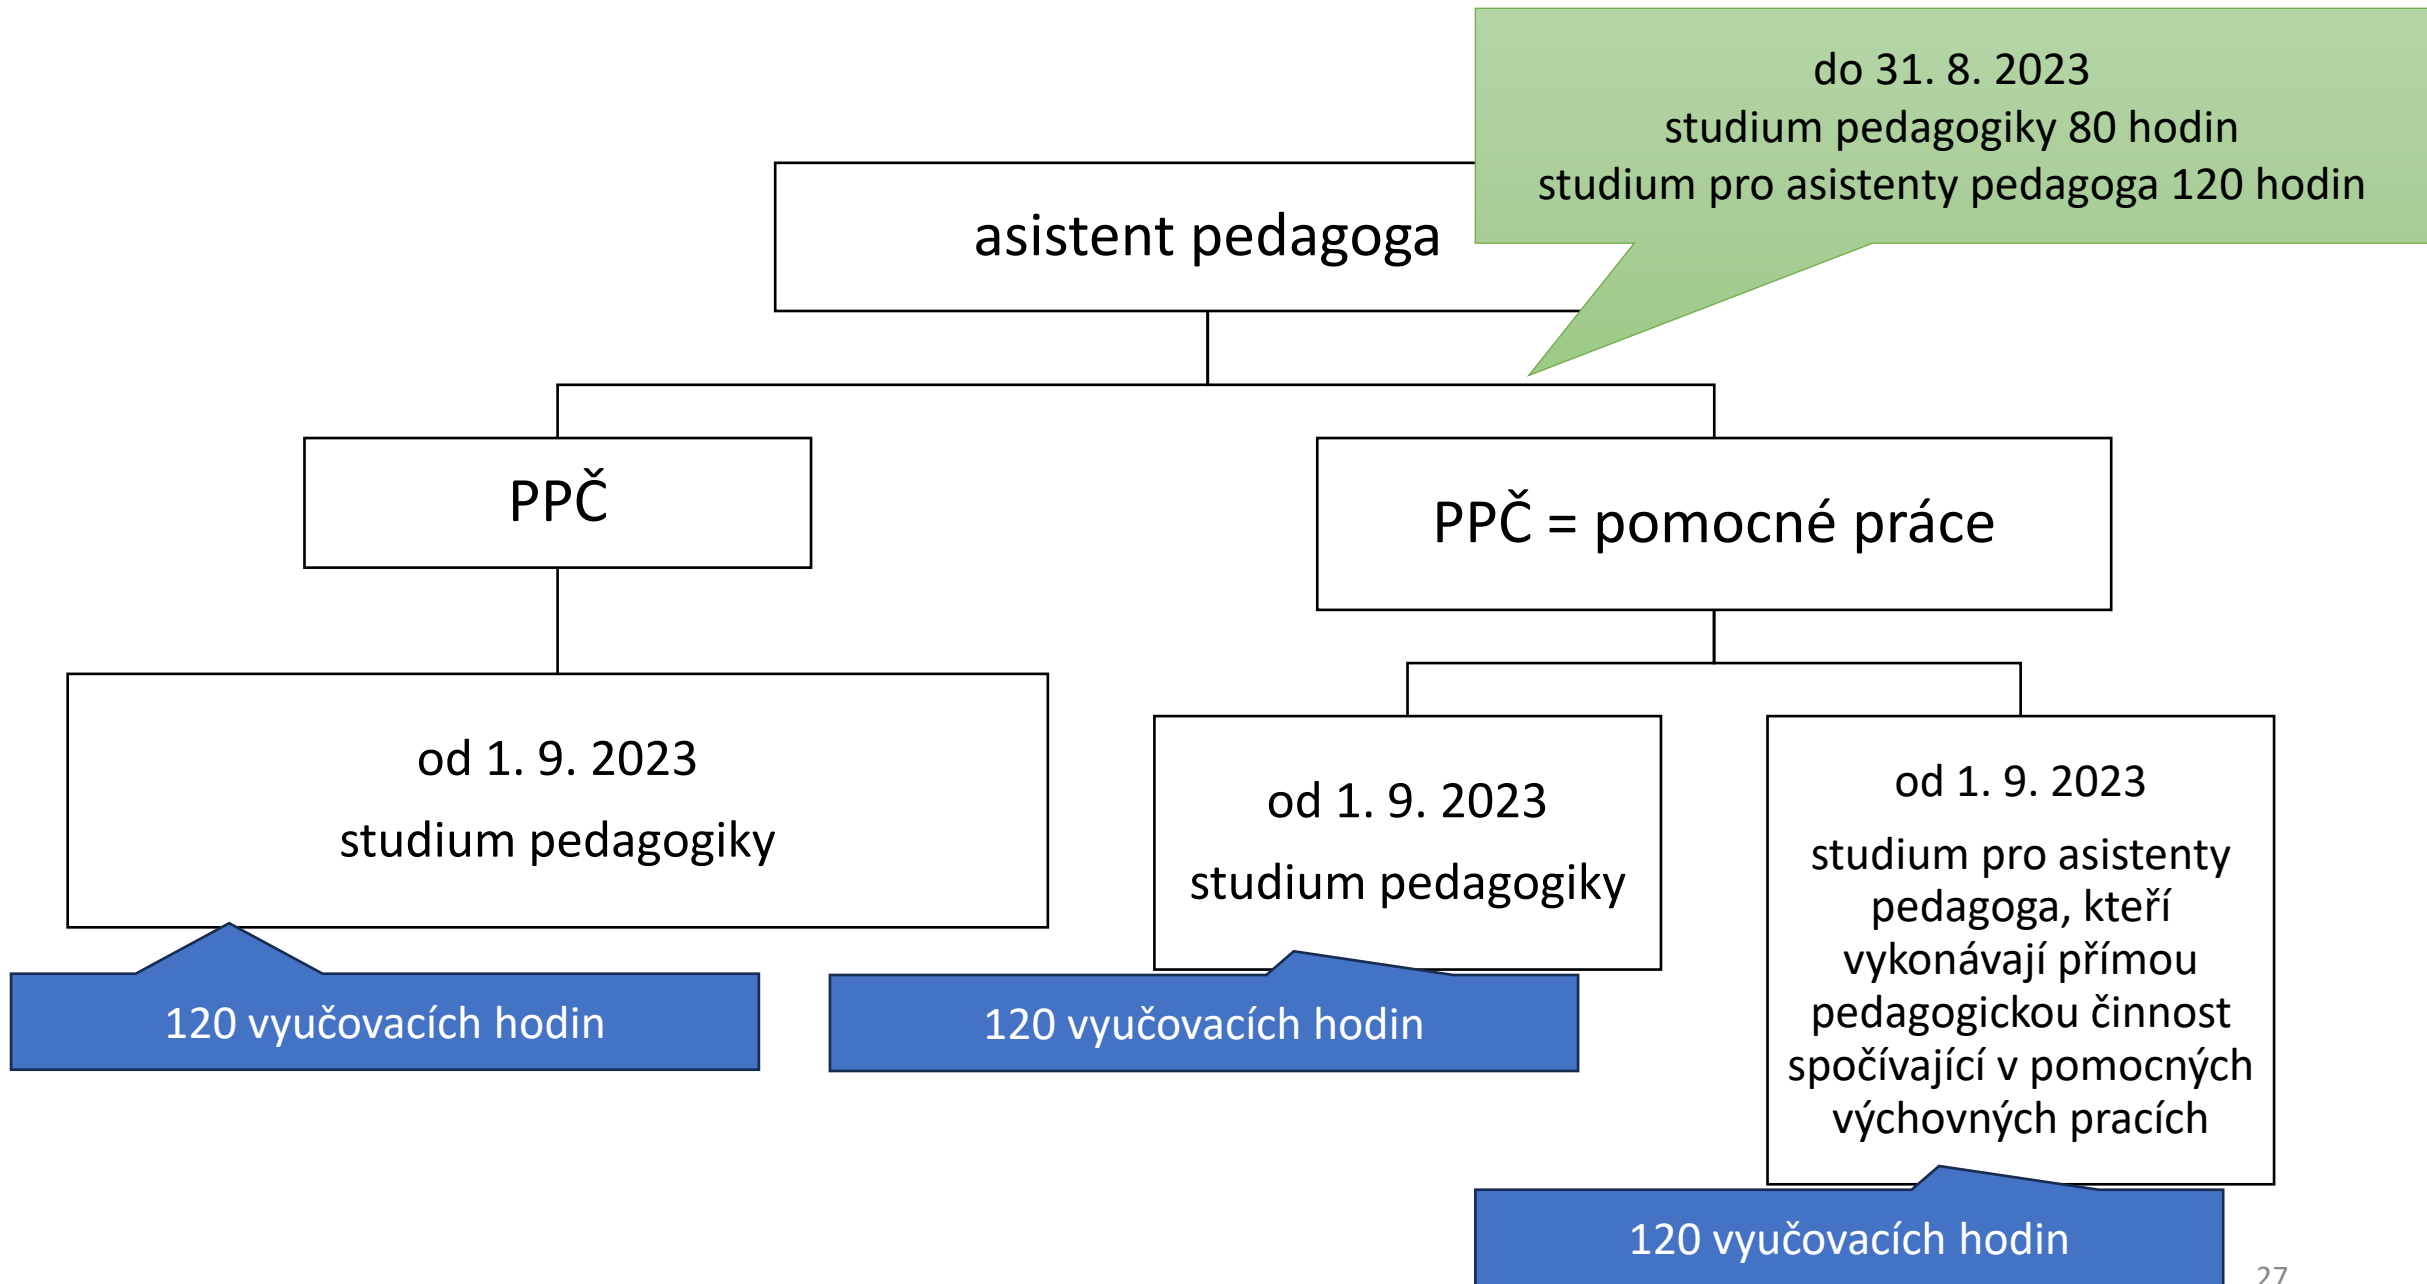 do 31. 8. 2023
studium pedagogiky 80 hodin
studium pro asistenty pedagoga 120 hodin
asistent pedagoga
PPČ
PPČ = pomocné práce
od 1. 9. 2023
studium pedagogiky
120 vyučovacích hodin
od 1. 9. 2023
studium pedagogiky
120 vyučovacích hodin
od 1. 9. 2023
studium pro asistenty
pedagoga, kteří
vykonávají přímou
pedagogickou činnost
spočívající v pomocných
výchovných pracích
120 vyučovacích hodin
27